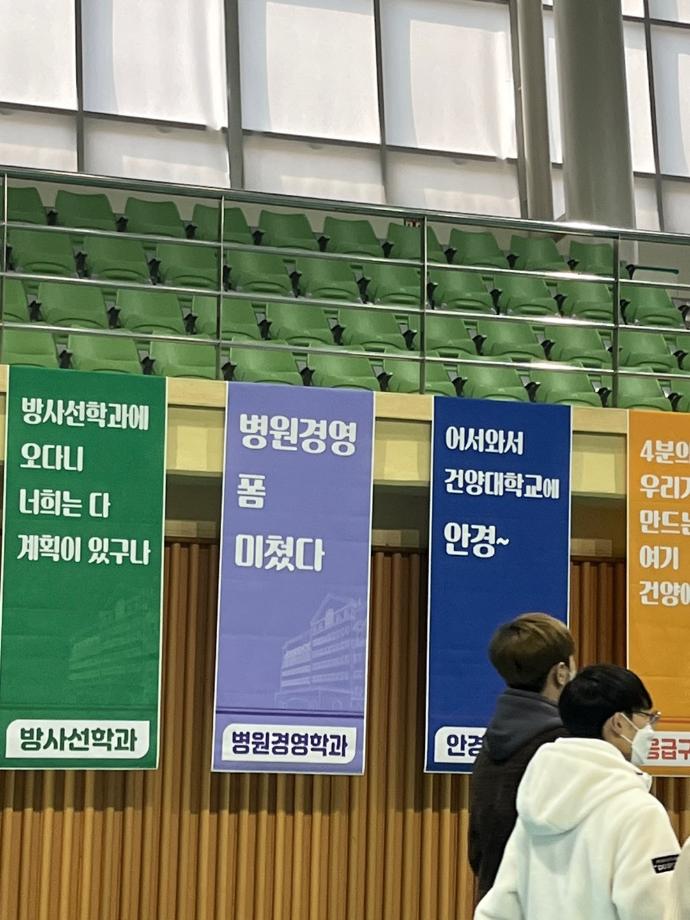 방사선학과에
오다니
너희는 다
계획이 있구나
방사선학과
병원경영
폼
미쳤다
병원경영학과
어서와서
건양대학교에
안경~
4분의
우리가
만드는
여기